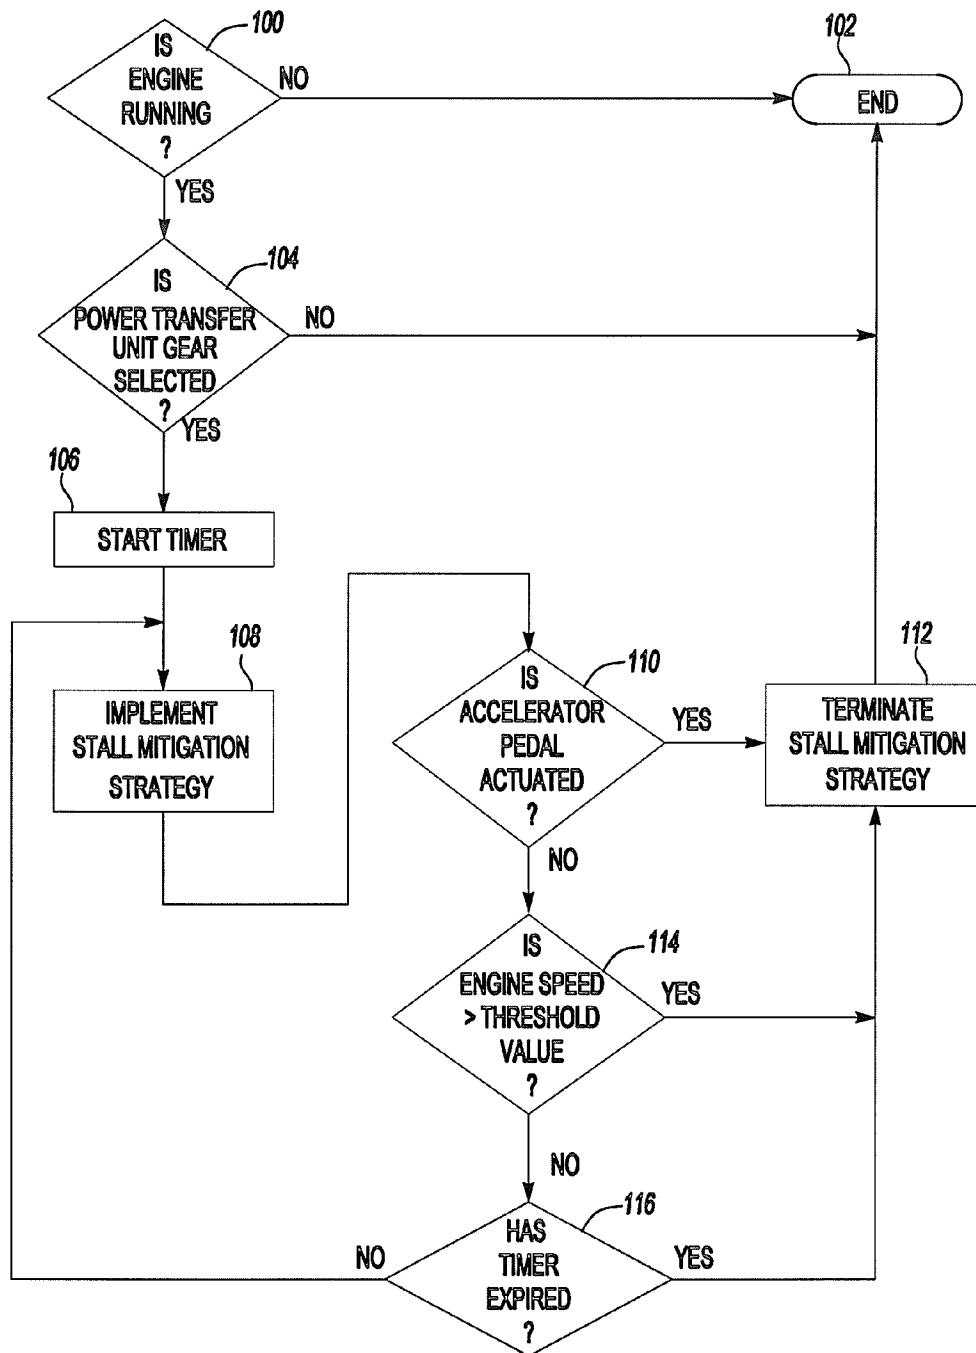 100
IS
ENGINE
RUNNING
?
NO
YES
102
END
104
IS
POWER TRANSFER
UNIT GEAR
SELECTED
?
NO
YES
106
START TIMER
108
IMPLEMENT
STALL MITIGATION
STRATEGY
110
IS
ACCELERATOR
PEDAL
ACTUATED
?
YES
NO
112
TERMINATE
STALL MITIGATION
STRATEGY
114
IS
ENGINE SPEED
> THRESHOLD
VALUE
?
YES
NO
116
HAS
TIMER
EXPIRED
?
NO
YES